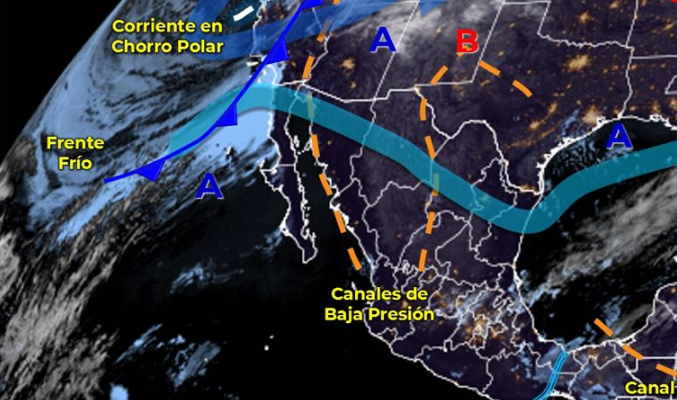 Corriente en
Chorro Polar
A
B
Frente
Frío
A
A
Canales de
Baja Presión
Canal